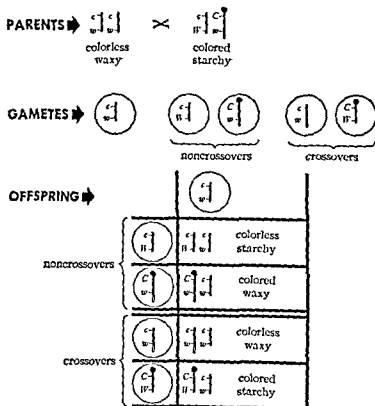 PARENTS
c c
w w
c C
W w
colorless
waxy
colored
starchy
GAMETES
c c C c C
w W w w W
noncrossovers crossovers
OFFSPRING
c
w
noncrossovers
c c c colorless
W W w starchy
C C c colored
w w w waxy
crossovers
c c c colorless
w w w waxy
C C c colored
W W w starchy